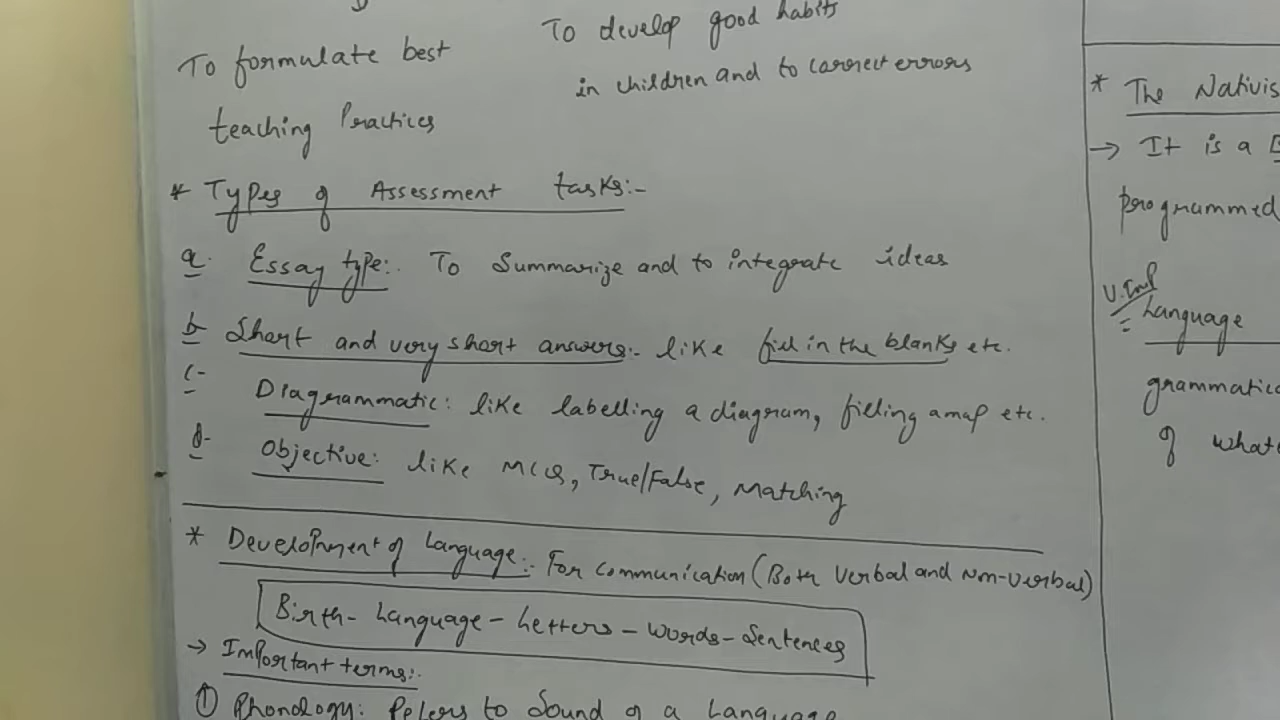 To formulate best
teaching Practices
To develop good habits
in children and to correct errors
* Types of Assessment tasks:-
a. Essay type:- To Summarize and to integrate ideas
b- Short and very short answers:- like fill in the blanks etc.
c- Diagrammatic: like labelling a diagram, filling a map etc.
d- Objective: like MCQ, True/False, Matching
* Development of Language:- For communication (Both Verbal and Non-verbal)
Birth - Language - Letters - Words - Sentences
→ Important terms:-
① Phonology: Refers to Sound of a Language
* The Nativis
→ It is a
programmed
V.Imp
Language
grammatic
of what